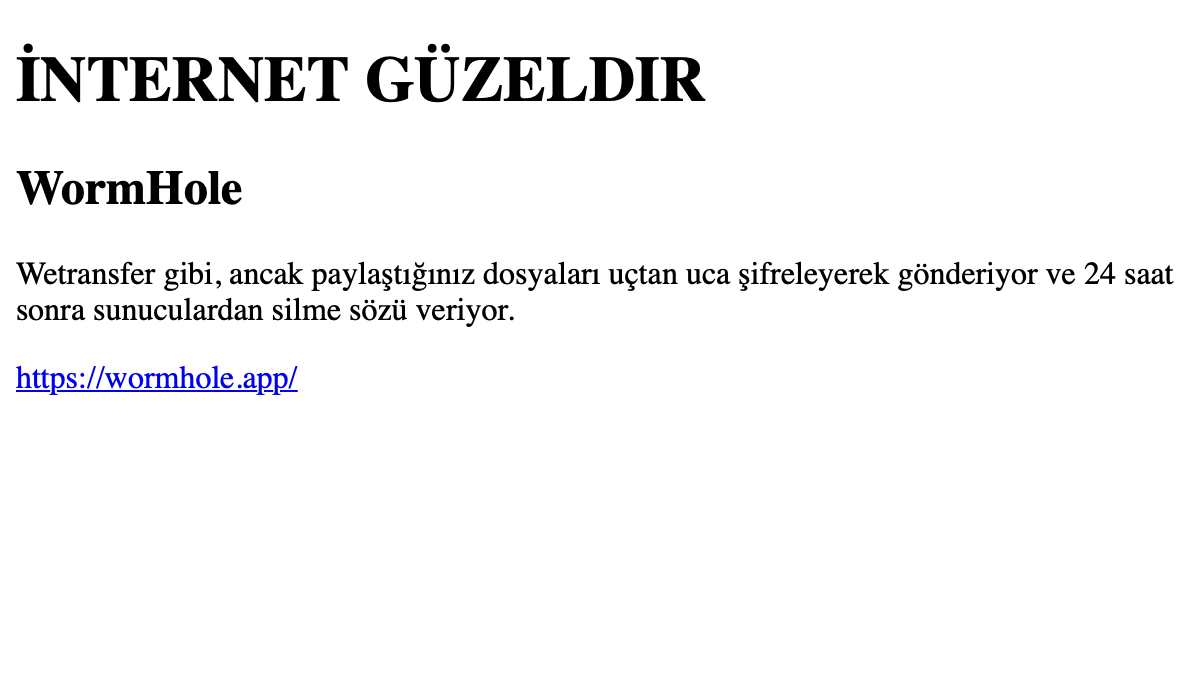 İNTERNET GÜZELDIR
WormHole
Wetransfer gibi, ancak paylaştığınız dosyaları uçtan uca şifreleyerek gönderiyor ve 24 saat
sonra sunuculardan silme sözü veriyor.
https://wormhole.app/